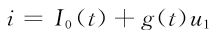 i = I₀(t) + g(t)u₁